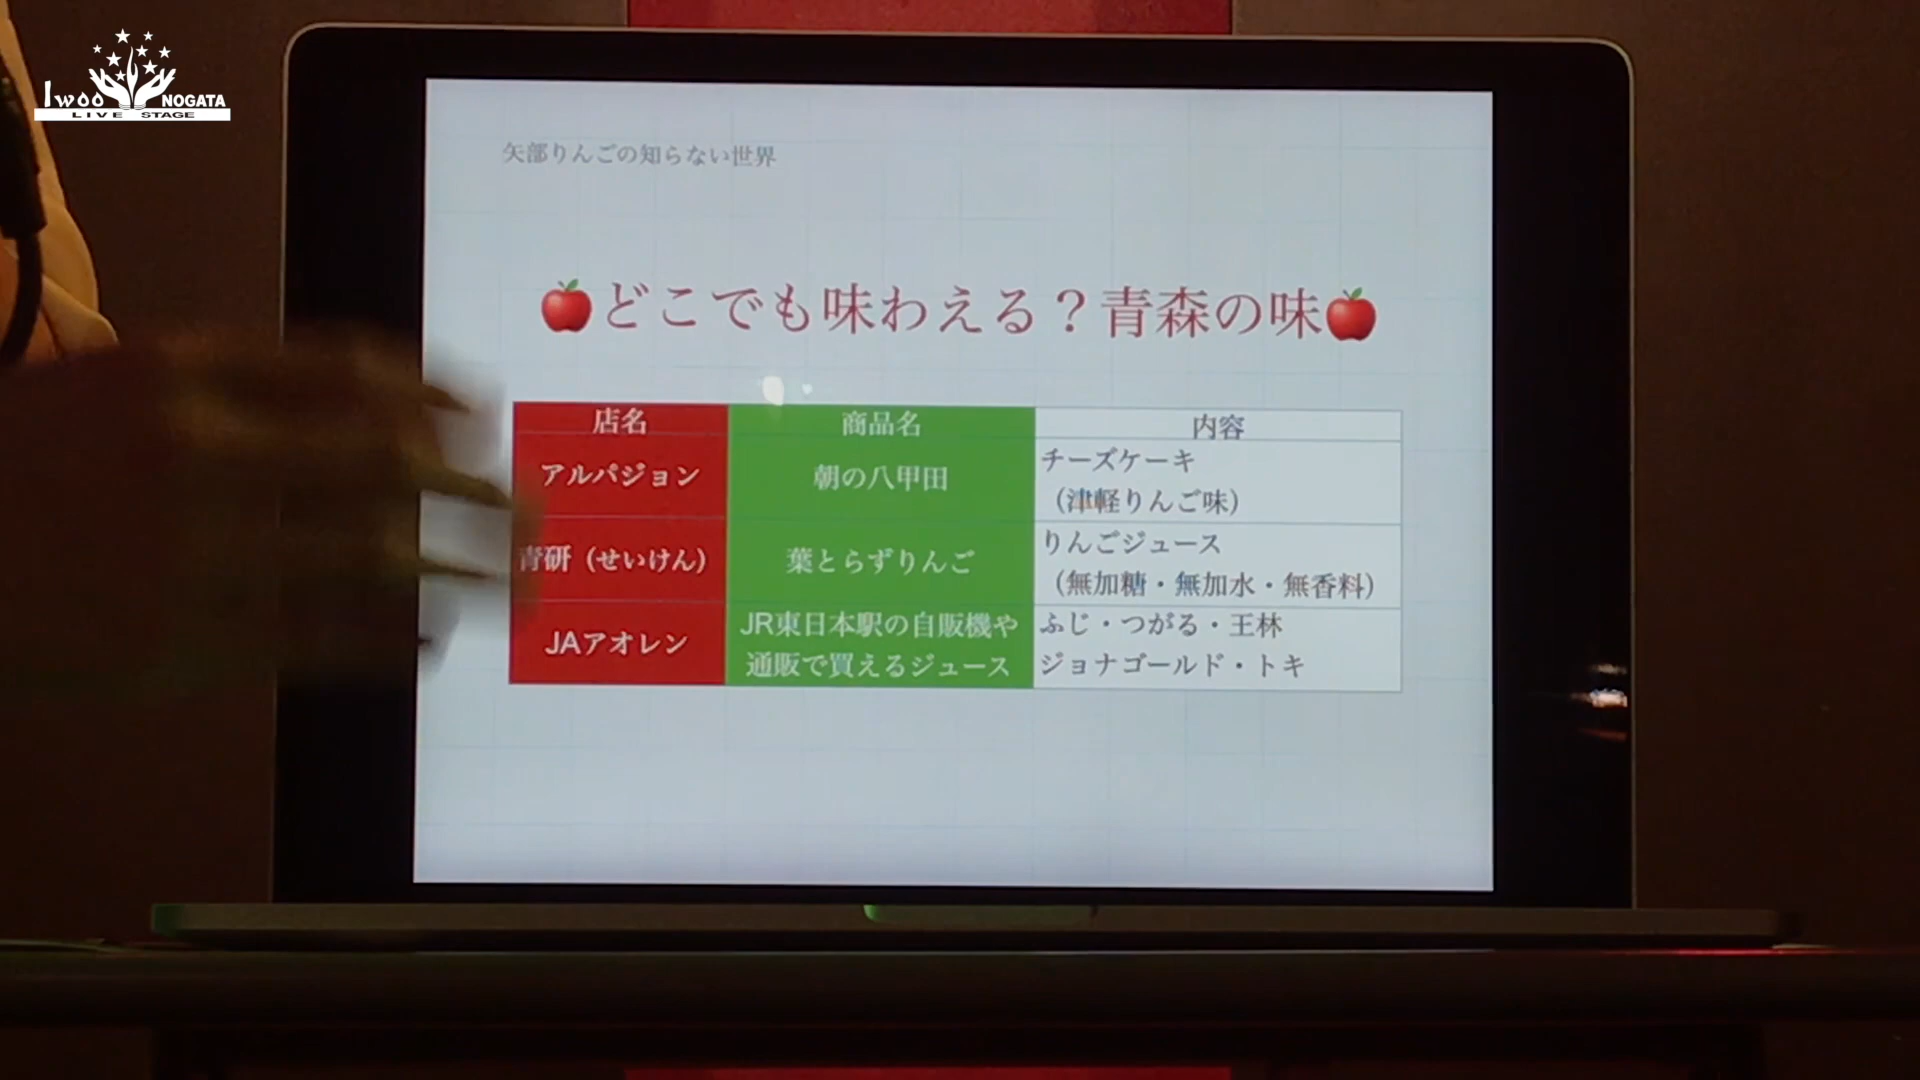 Iwoo NOGATA
LIVE STAGE
矢部りんごの知らない世界
🍎どこでも味わえる？青森の味🍎
店名 商品名 内容
アルパジョン 朝の八甲田 チーズケーキ
（津軽りんご味）
青研（せいけん） 葉とらずりんご りんごジュース
（無加糖・無加水・無香料）
JAアオレン JR東日本駅の自販機や
通販で買えるジュース ふじ・つがる・王林
ジョナゴールド・トキ